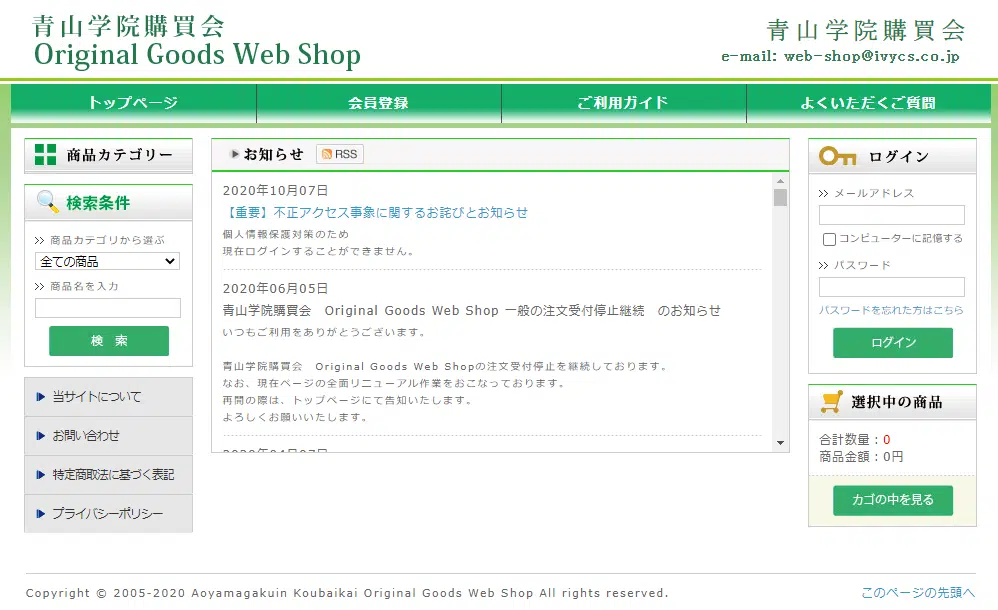 青山学院購買会
Original Goods Web Shop
青山学院購買会
e-mail: web-shop@ivycs.co.jp
トップページ
会員登録
ご利用ガイド
よくいただくご質問
商品カテゴリー
検索条件
商品カテゴリから選ぶ
全ての商品
商品名を入力
検 索
当サイトについて
お問い合わせ
特定商取法に基づく表記
プライバシーポリシー
お知らせ
RSS
2020年10月07日
【重要】不正アクセス事象に関するお詫びとお知らせ
個人情報保護対策のため
現在ログインすることができません。
2020年06月05日
青山学院購買会　Original Goods Web Shop 一般の注文受付停止継続　のお知らせ
いつもご利用をありがとうございます。
青山学院購買会　Original Goods Web Shopの注文受付停止を継続しております。
なお、現在ページの全面リニューアル作業をおこなっております。
再開の際は、トップページにて告知いたします。
よろしくお願いいたします。
ログイン
メールアドレス
コンピューターに記憶する
パスワード
パスワードを忘れた方はこちら
ログイン
選択中の商品
合計数量：0
商品金額：0円
カゴの中を見る
Copyright © 2005-2020 Aoyamagakuin Koubaikai Original Goods Web Shop All rights reserved.
このページの先頭へ